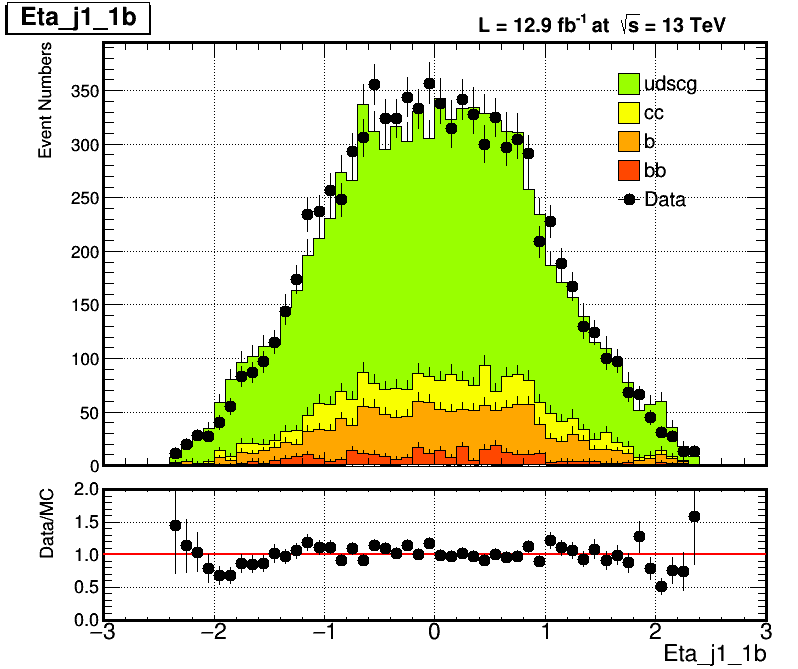 Eta_j1_1b
L = 12.9 fb-1 at √s = 13 TeV
Event Numbers
350
300
250
200
150
100
50
0
udscg
cc
b
bb
Data
Data/MC
2.0
1.5
1.0
0.5
0.0
−3 −2 −1 0 1 2 3
Eta_j1_1b